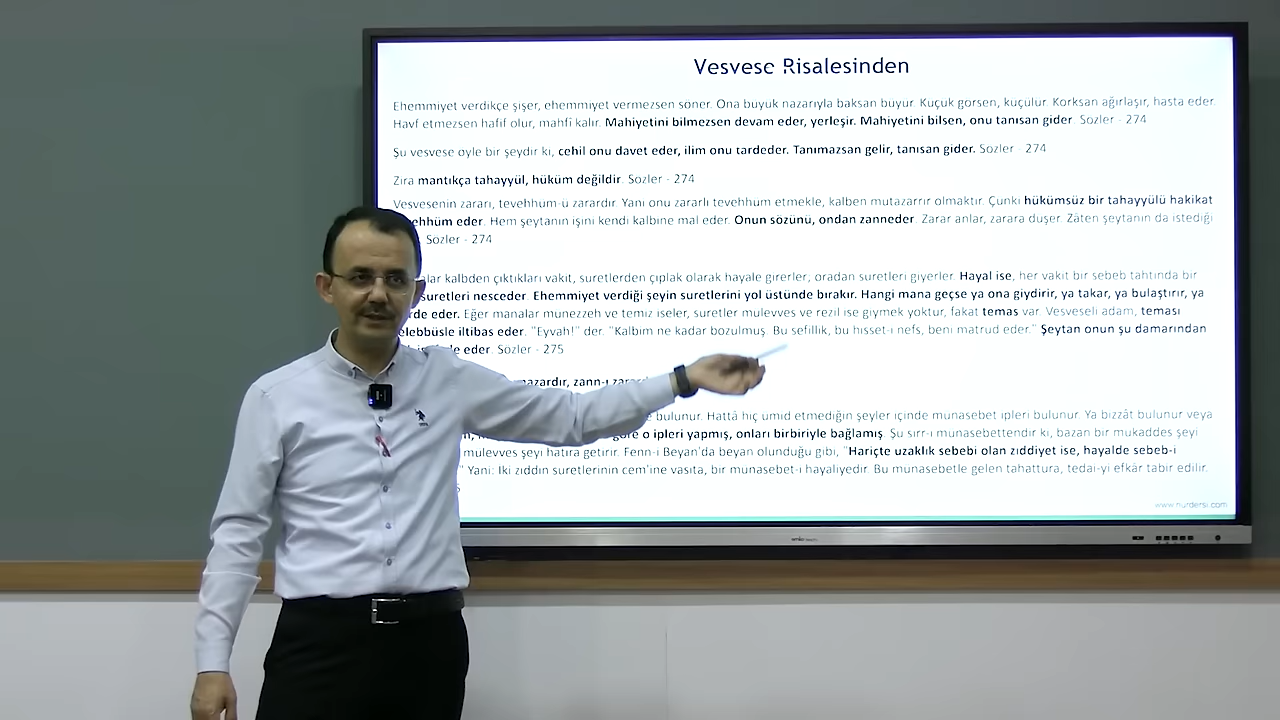 Vesvese Risalesinden
Ehemmiyet verdikçe şişer, ehemmiyet vermezsen söner. Ona büyük nazarıyla baksan büyür. Küçük görsen, küçülür. Korksan ağırlaşır, hasta eder.
Havf etmezsen hafif olur, mahfî kalır. Mahiyetini bilmezsen devam eder, yerleşir. Mahiyetini bilsen, onu tanısan gider. Sözler - 274
Şu vesvese öyle bir şeydir ki, cehil onu davet eder, ilim onu tardeder. Tanımazsan gelir, tanısan gider. Sözler - 274
Zira mantıkça tahayyül, hüküm değildir. Sözler - 274
Vesvesenin zararı, tevehhüm-ü zarardır. Yani onu zararlı tevehhüm etmekle, kalben mutazarrır olmaktır. Çünki hükümsüz bir tahayyülü hakikat
eder. Hem şeytanın işini kendi kalbine mal eder. Onun sözünü, ondan zanneder. Zarar anlar, zarara düşer. Zâten şeytanın da istediği
Sözler - 274
kalbden çıktıkları vakit, suretlerden çıplak olarak hayale girerler, oradan suretleri giyerler. Hayal ise, her vakit bir sebeb tahtında bir
suretleri nesceder. Ehemmiyet verdiği şeyin suretlerini yol üstünde bırakır. Hangi mana geçse ya ona giydirir, ya takar, ya bulaştırır, ya
eder. Eğer manalar münezzeh ve temiz iseler, suretler mülevves ve rezil ise giymek yoktur, fakat temas var. Vesveseli adam, teması
telebbüsle iltibas eder. "Eyvah!" der. "Kalbim ne kadar bozulmuş. Bu sefillik, bu hısset-i nefs, beni matrud eder." Şeytan onun şu damarından
eder. Sözler - 275
zann-ı
bulunur. Hattâ hiç ümid etmediğin şeyler içinde münasebet ipleri bulunur. Ya bizzât bulunur veya
göre o ipleri yapmış, onları birbiriyle bağlamış. Şu sırr-ı münasebettendir ki, bazan bir mukaddes şeyi
mülevves şeyi hatıra getirir. Fenn-i Beyan'da beyan olunduğu gibi, "Hariçte uzaklık sebebi olan zıddiyet ise, hayalde sebeb-i
" Yani: İki zıddın suretlerinin cem'ine vasıta, bir münasebet-i hayaliyedir. Bu münasebetle gelen tahattura, tedai-yi efkâr tabir edilir.
www.nurdersi.com